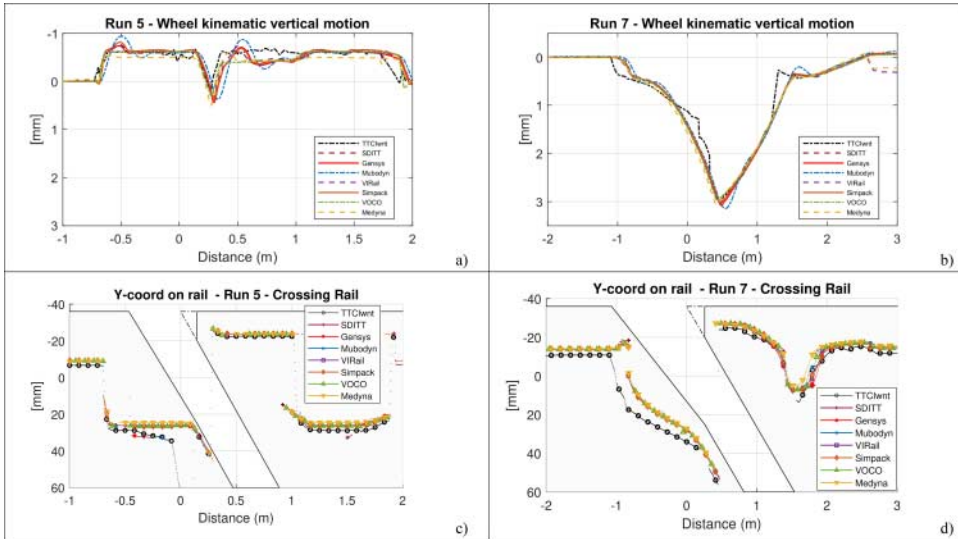 Run 5 - Wheel kinematic vertical motion
-1
0
1
2
3
[mm]
-1 -0.5 0 0.5 1 1.5 2
Distance (m)
TTCIwnt
SDITT
Gensys
Mubodyn
VIRail
Simpack
VOCO
Medyna
a)
Run 7 - Wheel kinematic vertical motion
0
1
2
3
[mm]
-2 -1 0 1 2 3
Distance (m)
TTCIwnt
SDITT
Gensys
Mubodyn
VIRail
Simpack
VOCO
Medyna
b)
Y-coord on rail - Run 5 - Crossing Rail
-40
-20
0
20
40
60
[mm]
-1 -0.5 0 0.5 1 1.5 2
Distance (m)
TTCIwnt
SDITT
Gensys
Mubodyn
VIRail
Simpack
VOCO
Medyna
c)
Y-coord on rail - Run 7 - Crossing Rail
-40
-20
0
20
40
60
[mm]
-2 -1 0 1 2 3
Distance (m)
TTCIwnt
SDITT
Gensys
Mubodyn
VIRail
Simpack
VOCO
Medyna
d)